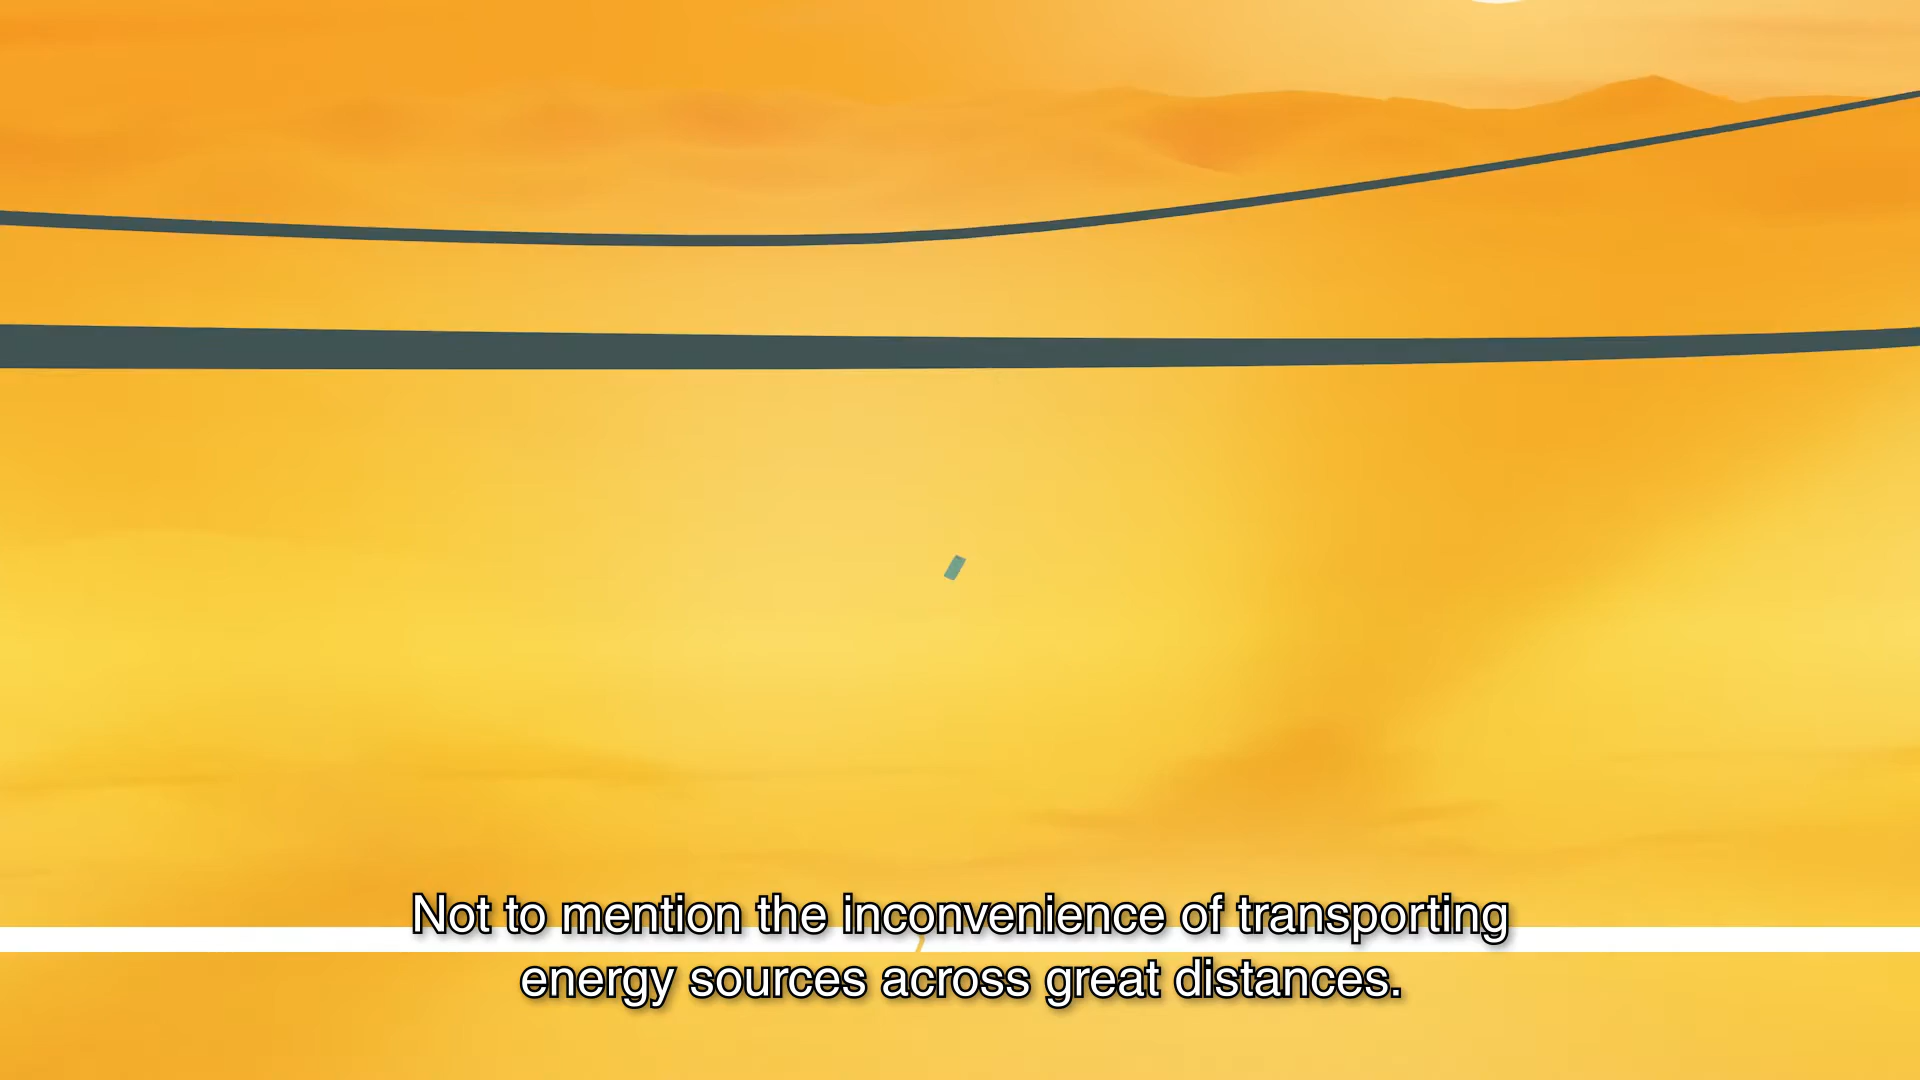 Not to mention the inconvenience of transporting
energy sources across great distances.